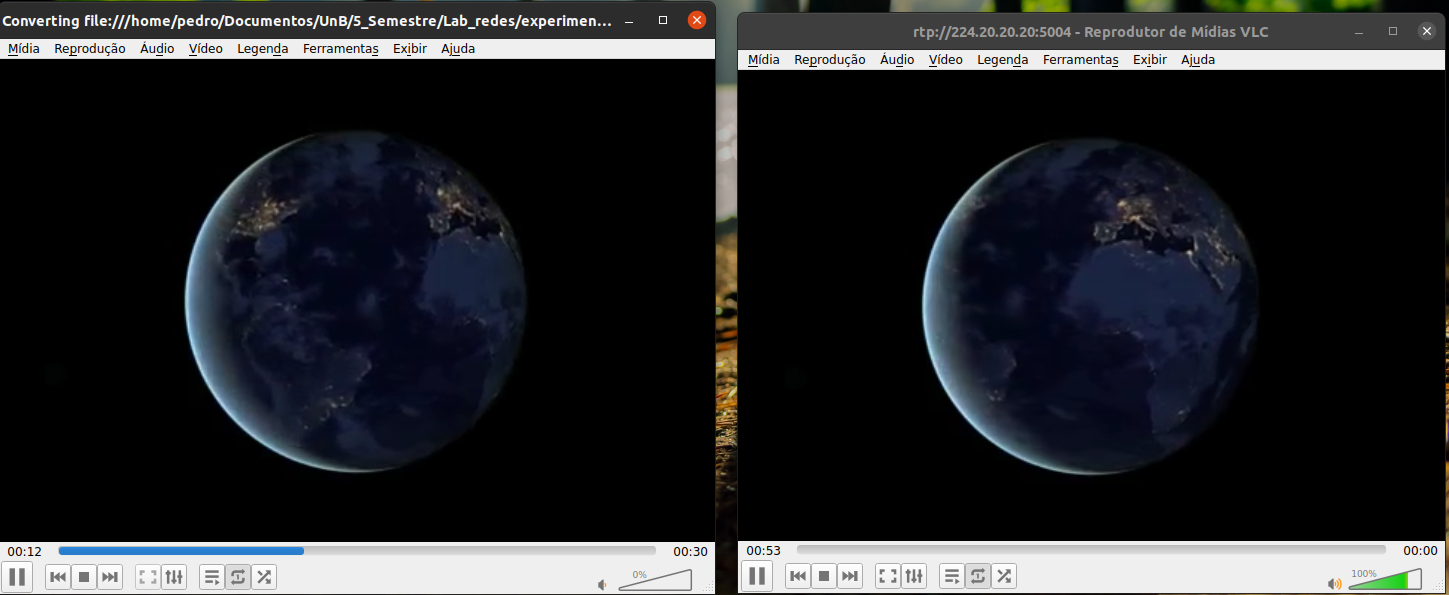 Converting file:///home/pedro/Documentos/UnB/5_Semestre/Lab_redes/experimen...
Mídia Reprodução Áudio Vídeo Legenda Ferramentas Exibir Ajuda
00:12 00:30
0%
rtp://224.20.20.20:5004 - Reprodutor de Mídias VLC
Mídia Reprodução Áudio Vídeo Legenda Ferramentas Exibir Ajuda
00:53 00:00
100%